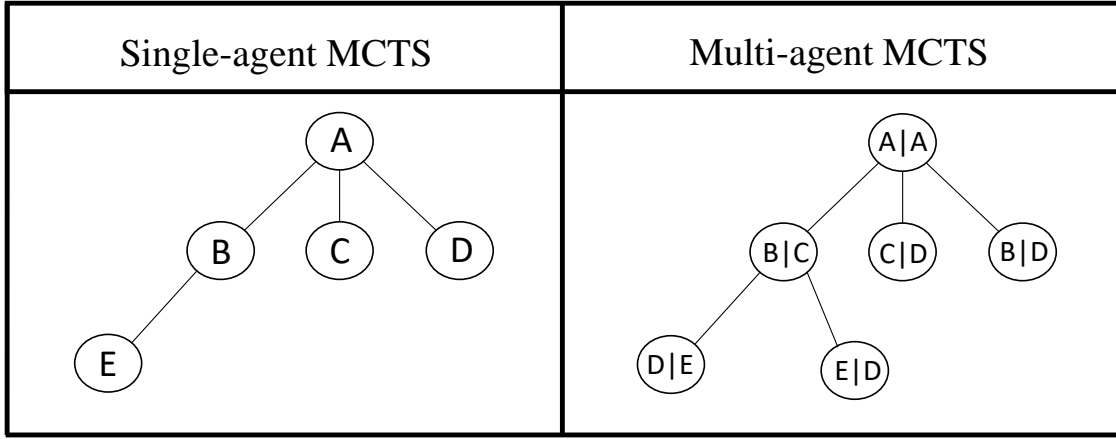 Single-agent MCTS
Multi-agent MCTS
A
B
C
D
E
A|A
B|C
C|D
B|D
D|E
E|D